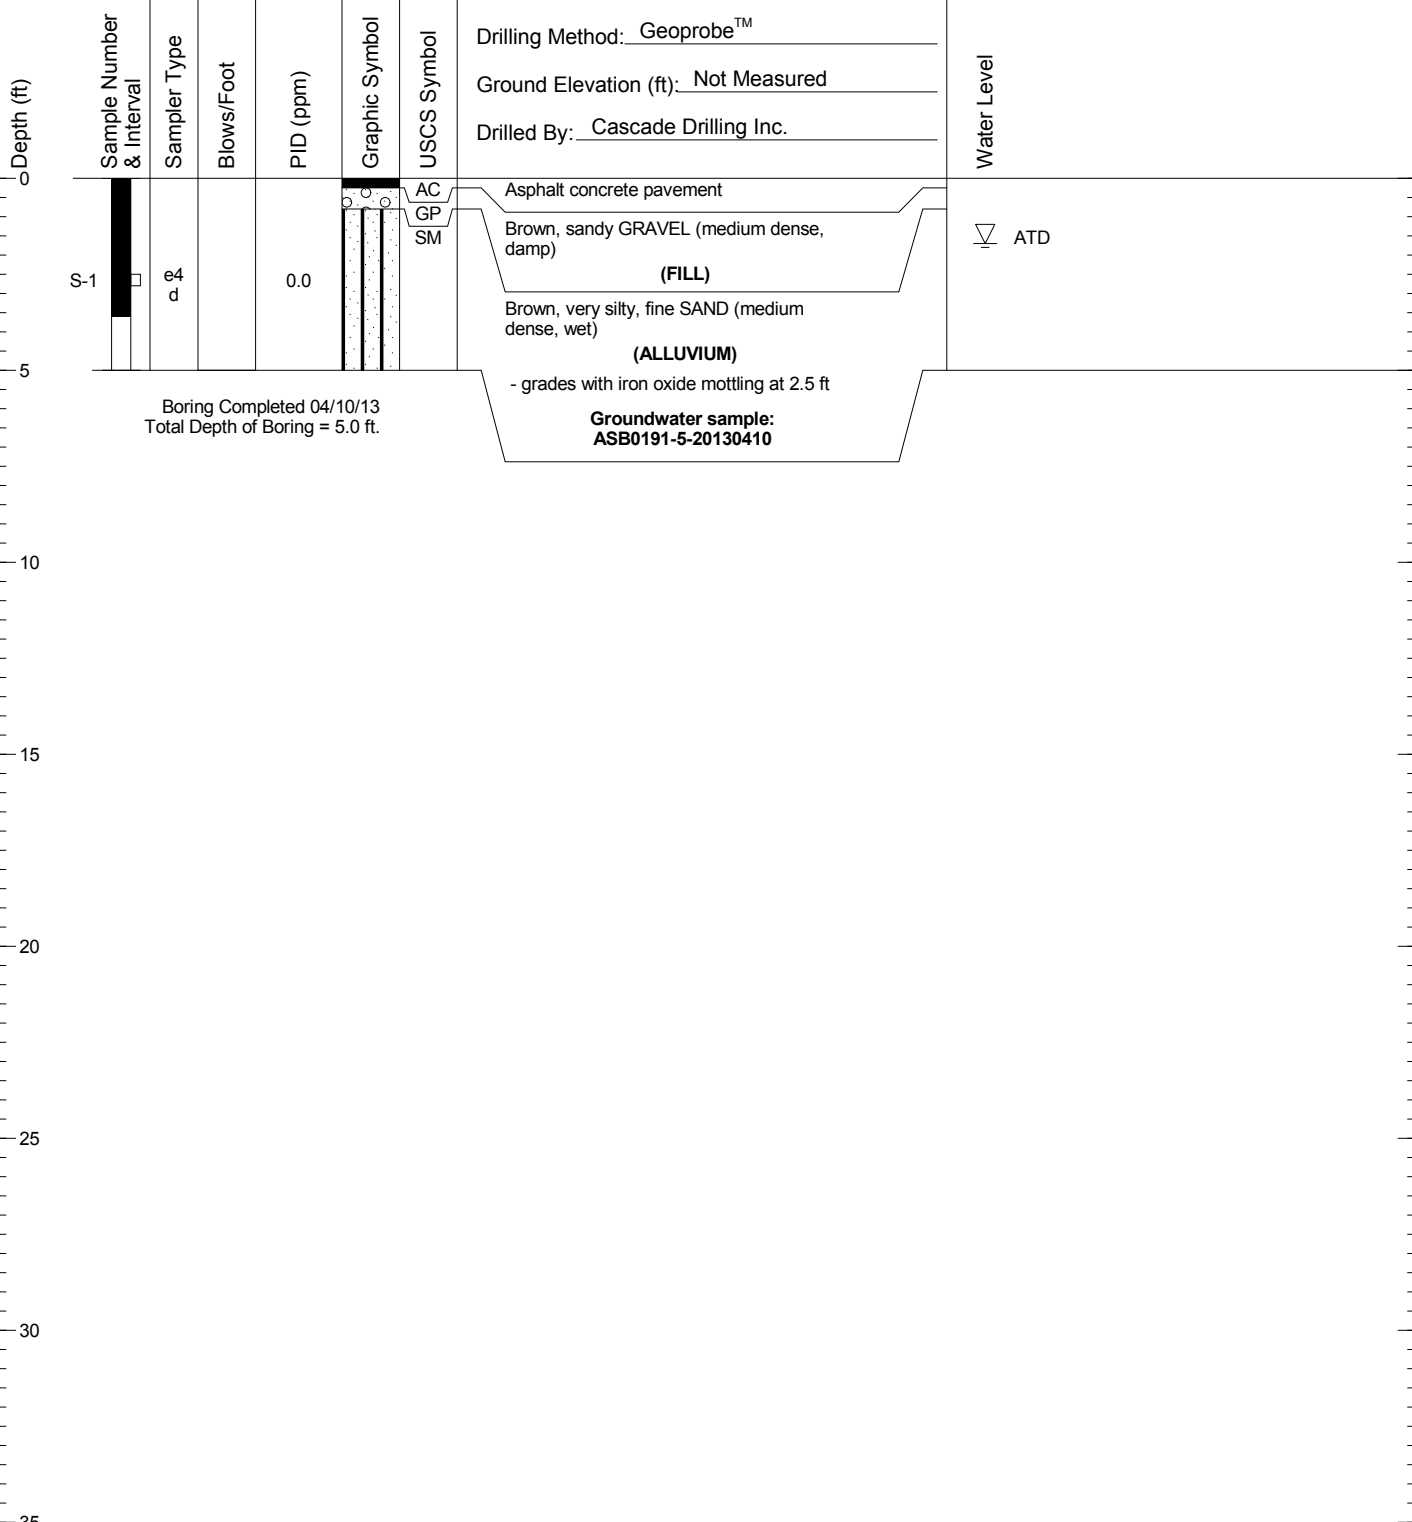 Drilling Method: Geoprobe™
Ground Elevation (ft): Not Measured
Drilled By: Cascade Drilling Inc.
Depth (ft)
Sample Number
& Interval
Sampler Type
Blows/Foot
PID (ppm)
Graphic Symbol
USCS Symbol
Water Level
0
AC
Asphalt concrete pavement
GP
SM
Brown, sandy GRAVEL (medium dense,
damp)
(FILL)
ATD
S-1
e4
d
0.0
Brown, very silty, fine SAND (medium
dense, wet)
(ALLUVIUM)
5
- grades with iron oxide mottling at 2.5 ft
Boring Completed 04/10/13
Total Depth of Boring = 5.0 ft.
Groundwater sample:
ASB0191-5-20130410
10
15
20
25
30
35